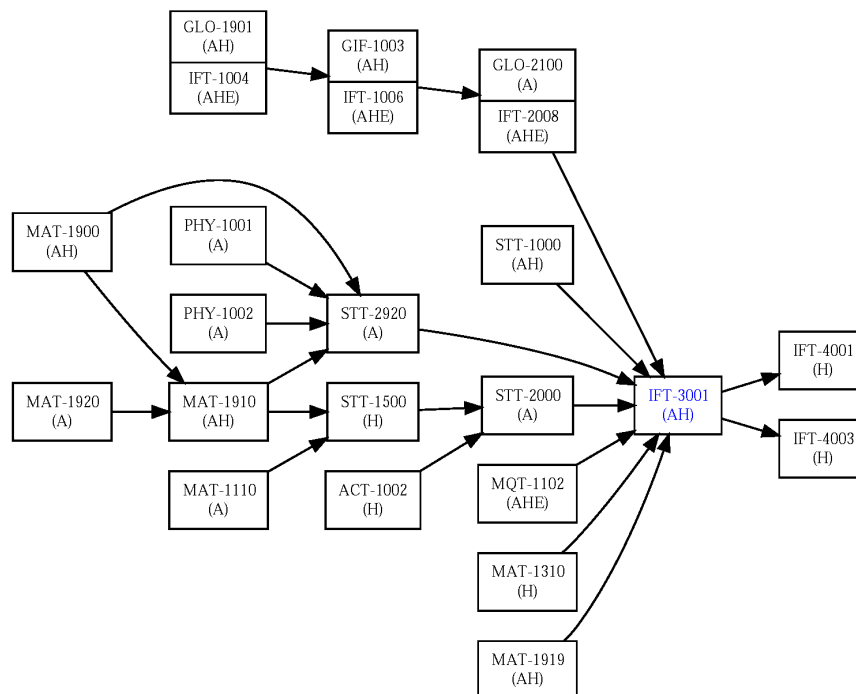 GLO-1901
(AH)
IFT-1004
(AHE)
GIF-1003
(AH)
IFT-1006
(AHE)
GLO-2100
(A)
IFT-2008
(AHE)
MAT-1900
(AH)
PHY-1001
(A)
STT-1000
(AH)
PHY-1002
(A)
STT-2920
(A)
IFT-4001
(H)
MAT-1920
(A)
MAT-1910
(AH)
STT-1500
(H)
STT-2000
(A)
IFT-3001
(AH)
IFT-4003
(H)
MAT-1110
(A)
ACT-1002
(H)
MQT-1102
(AHE)
MAT-1310
(H)
MAT-1919
(AH)